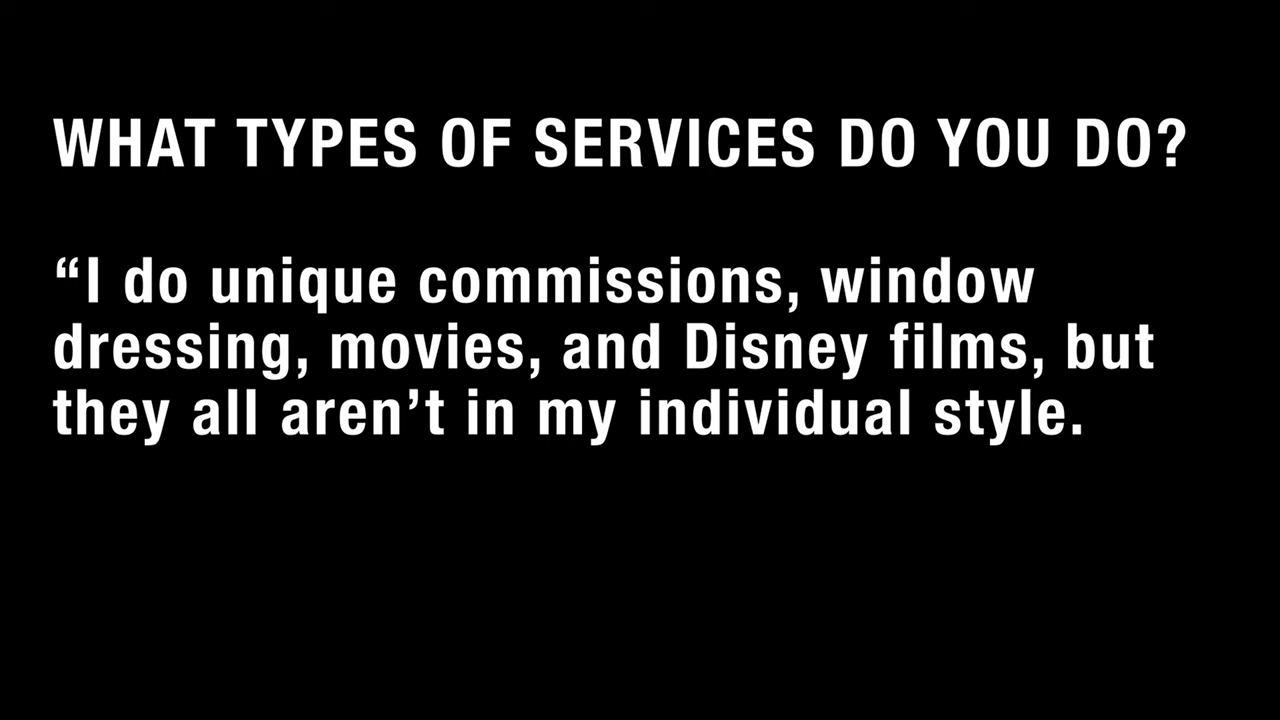 WHAT TYPES OF SERVICES DO YOU DO?
“I do unique commissions, window
dressing, movies, and Disney films, but
they all aren’t in my individual style.